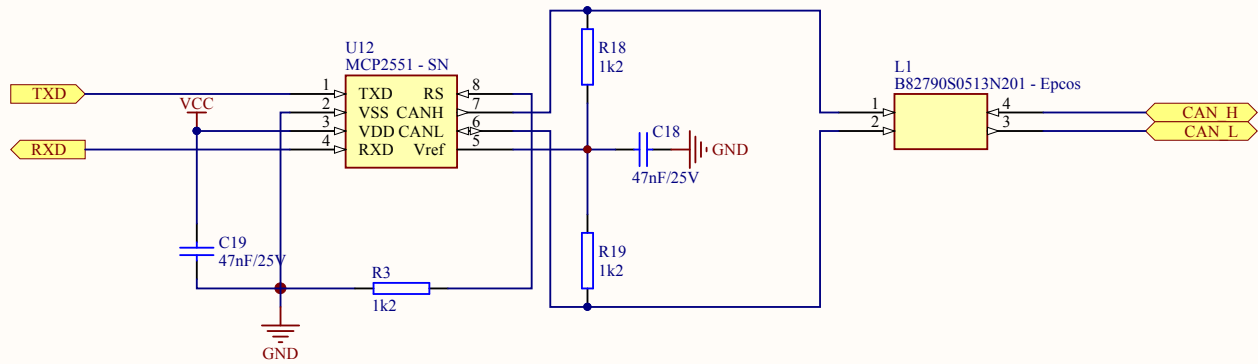 U12
MCP2551 - SN
TXD
VCC
RXD
1
2
3
4
TXD
VSS
VDD
RXD
RS
CANH
CANL
Vref
8
7
6
5
R18
1k2
C18
47nF/25V
GND
R19
1k2
C19
47nF/25V
R3
1k2
GND
L1
B82790S0513N201 - Epcos
1
2
4
3
CAN H
CAN L